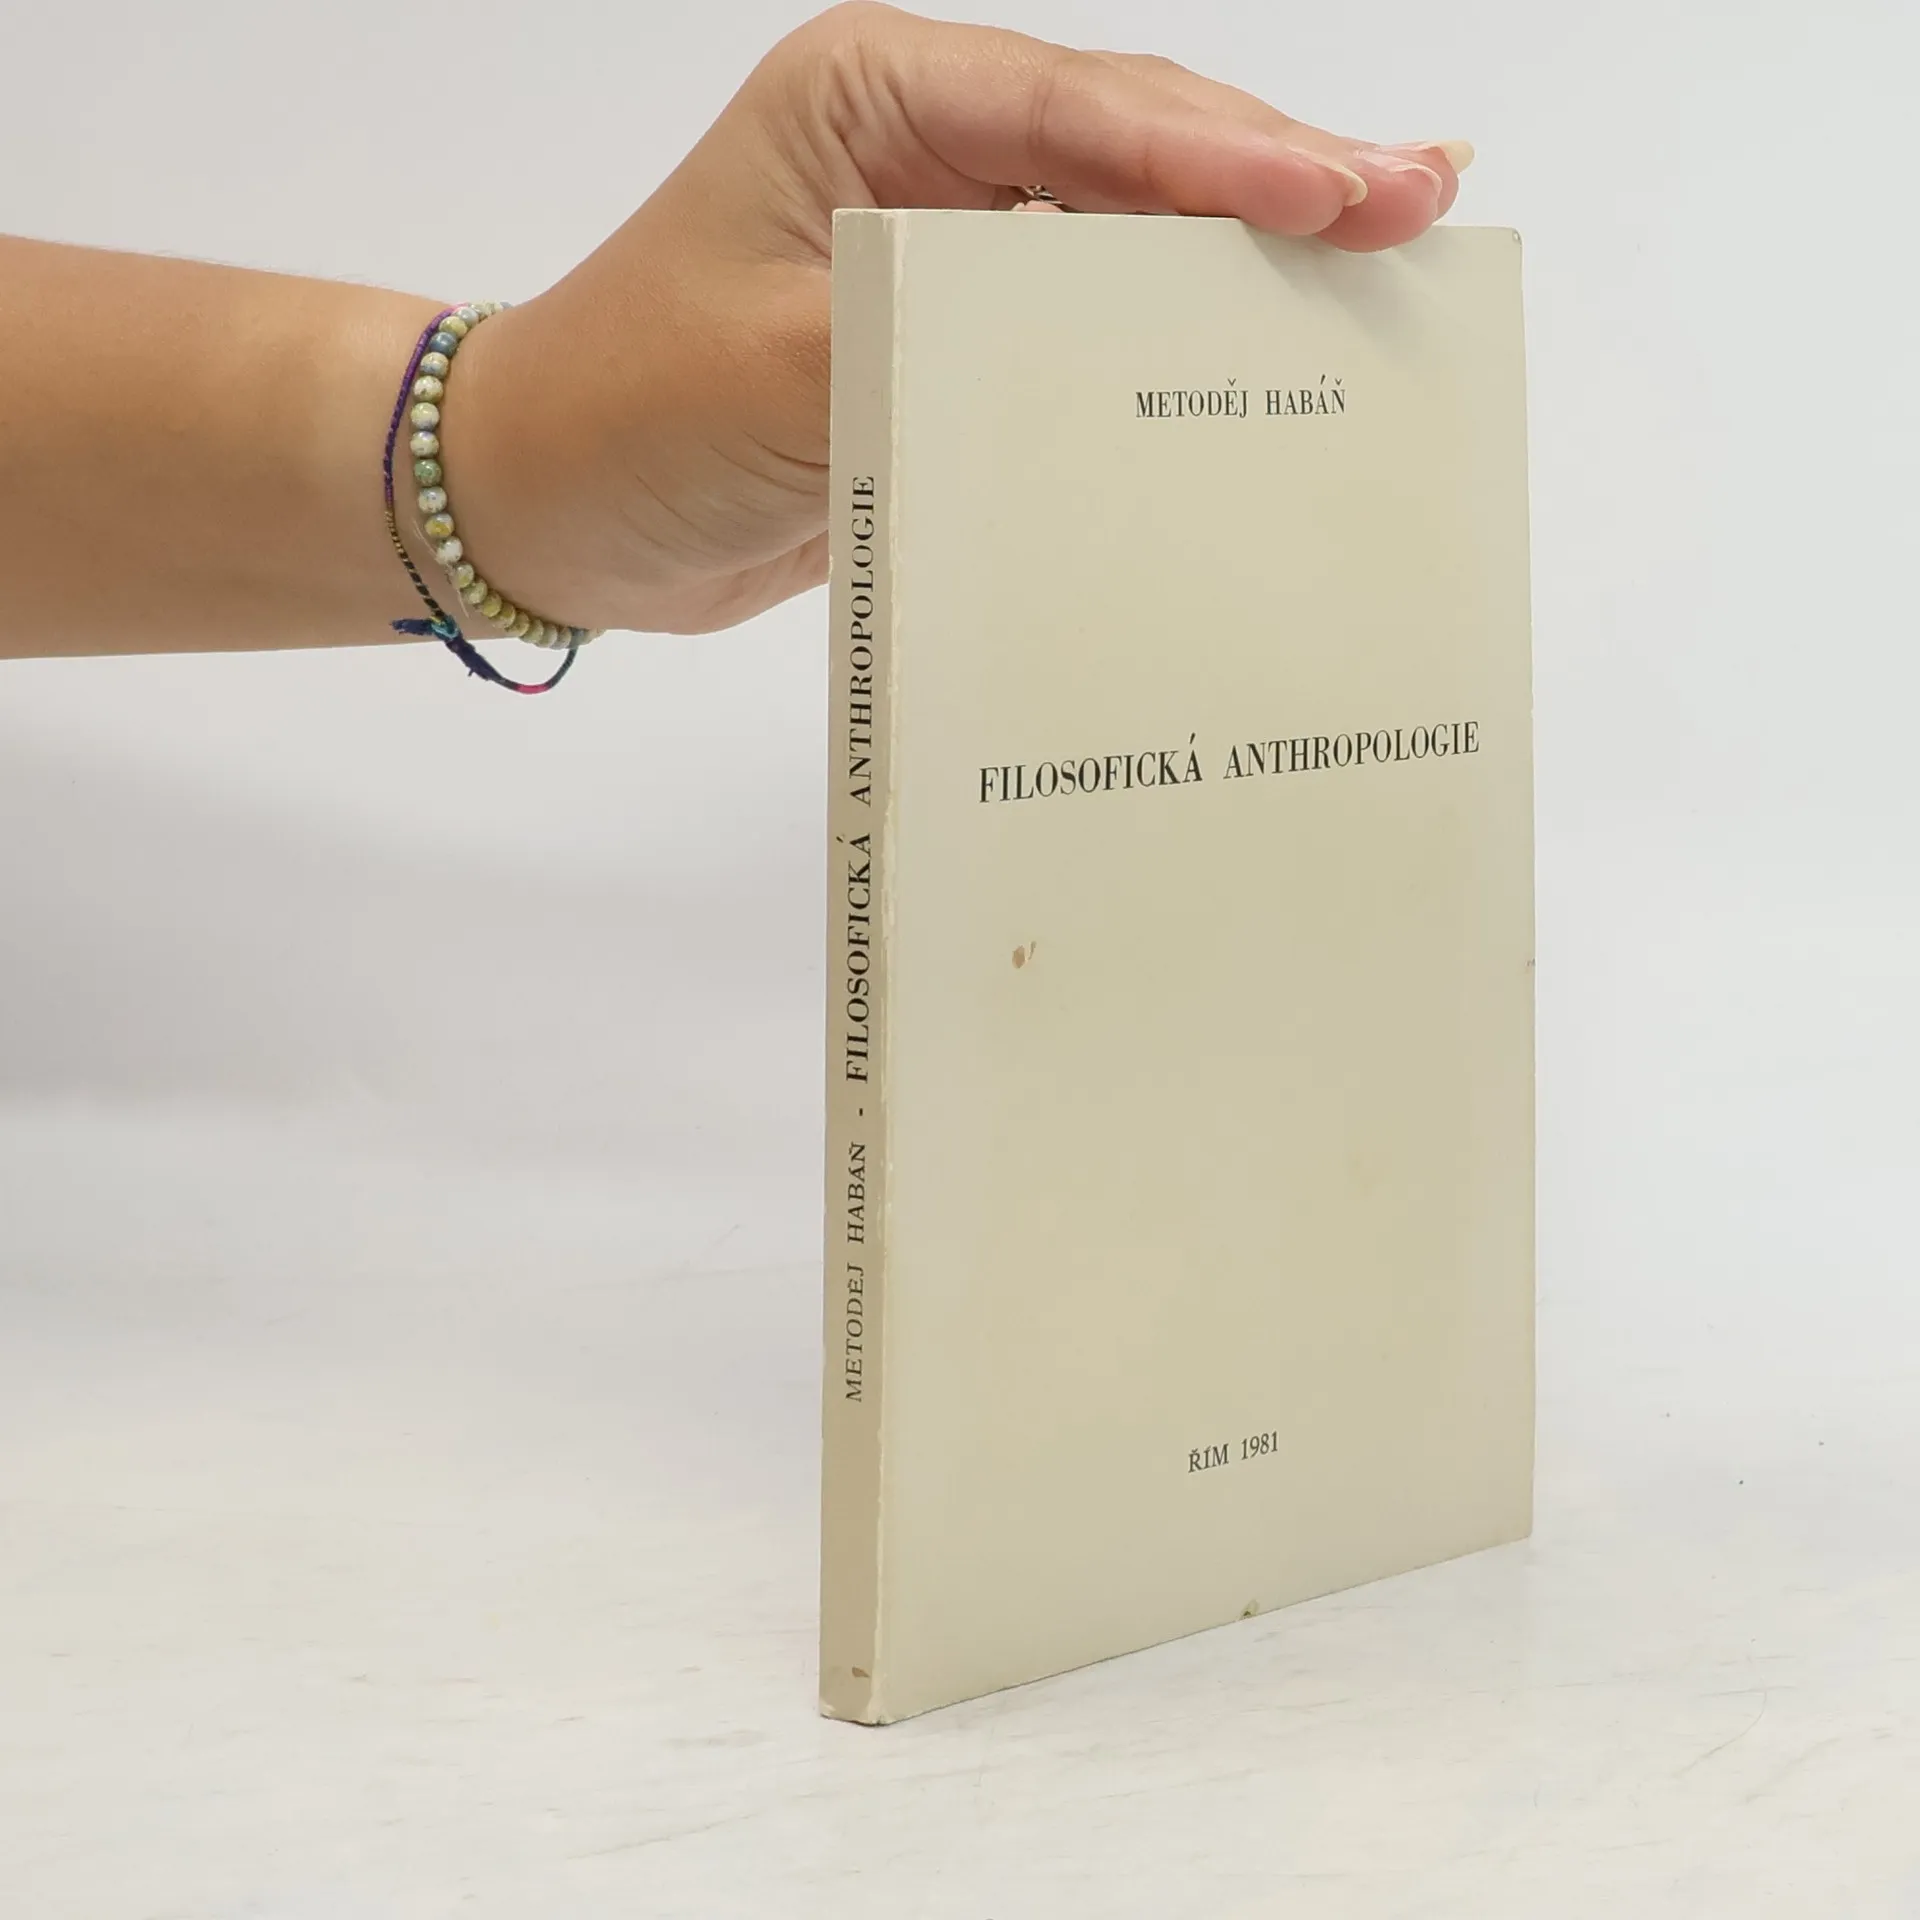 METODĚJ HABÁŇ
FILOSOFICKÁ ANTHROPOLOGIE
ŘÍM 1981
METODĚJ HABÁŇ - FILOSOFICKÁ ANTHROPOLOGIE